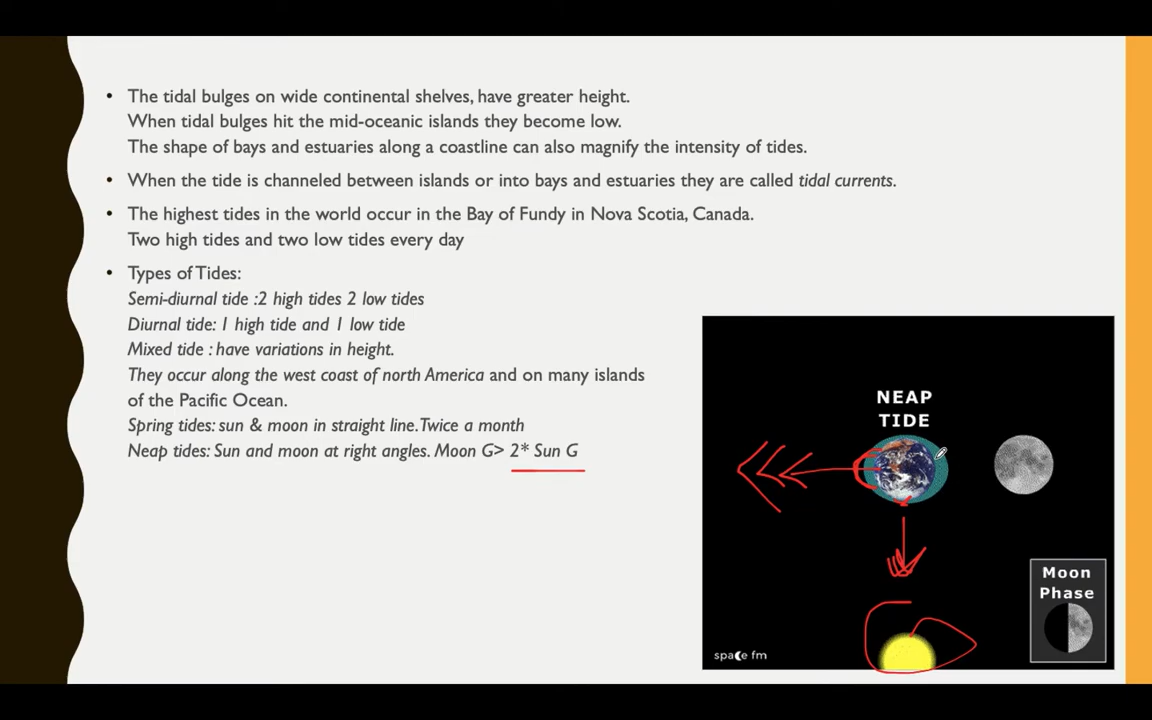 The tidal bulges on wide continental shelves, have greater height.
When tidal bulges hit the mid-oceanic islands they become low.
The shape of bays and estuaries along a coastline can also magnify the intensity of tides.
When the tide is channeled between islands or into bays and estuaries they are called tidal currents.
The highest tides in the world occur in the Bay of Fundy in Nova Scotia, Canada.
Two high tides and two low tides every day
Types of Tides:
Semi-diurnal tide :2 high tides 2 low tides
Diurnal tide: 1 high tide and 1 low tide
Mixed tide : have variations in height.
They occur along the west coast of north America and on many islands
of the Pacific Ocean.
Spring tides: sun & moon in straight line. Twice a month
Neap tides: Sun and moon at right angles. Moon G> 2* Sun G
NEAP
TIDE
Moon
Phase
space fm